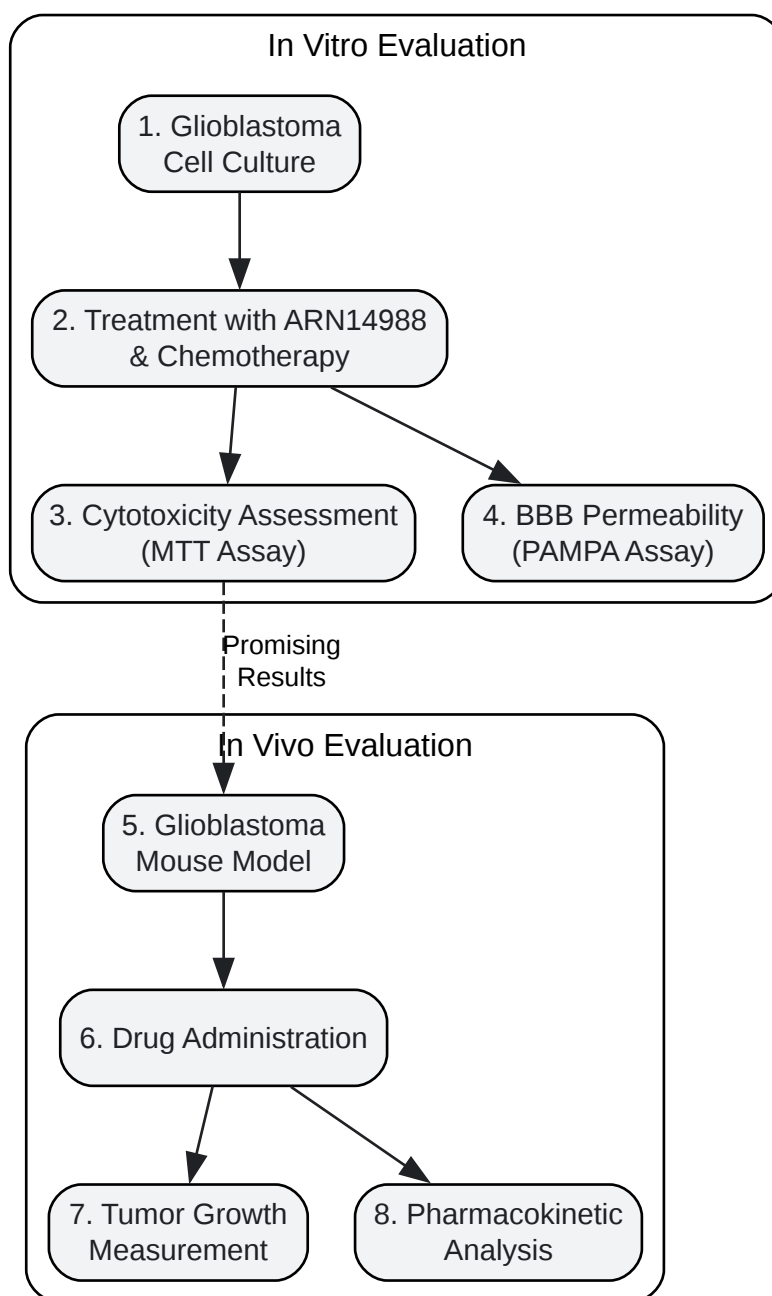 In Vitro Evaluation
1. Glioblastoma
Cell Culture
2. Treatment with ARN14988
& Chemotherapy
3. Cytotoxicity Assessment
(MTT Assay)
4. BBB Permeability
(PAMPA Assay)
Promising
Results
In Vivo Evaluation
5. Glioblastoma
Mouse Model
6. Drug Administration
7. Tumor Growth
Measurement
8. Pharmacokinetic
Analysis